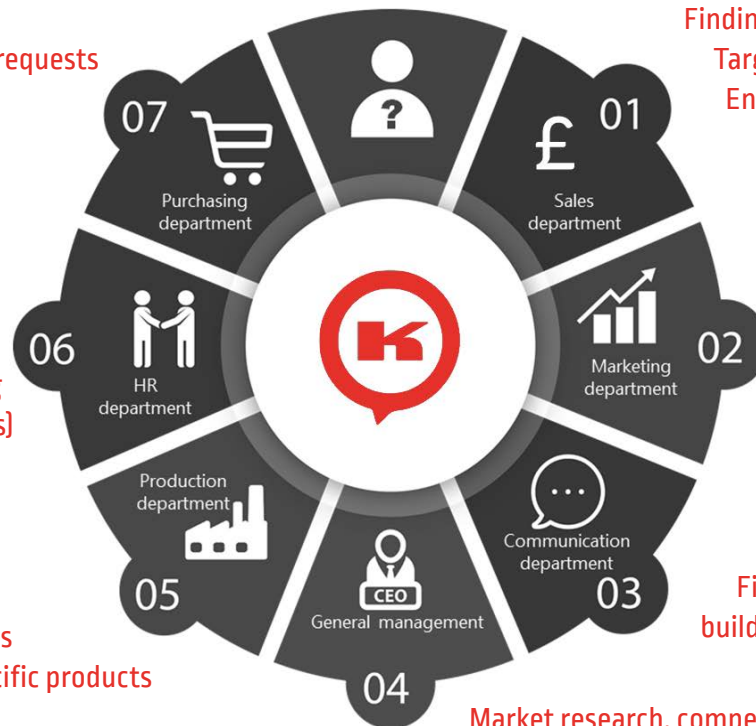 Findin
requests
Targ
En
07
?
£
01
Purchasing
department
Sales
department
06
HR
department
K
Marketing
department
02
s)
Production
department
...
Communication
department
05
CEO
General management
03
Fi
build
s
ific products
04
Market research, compe